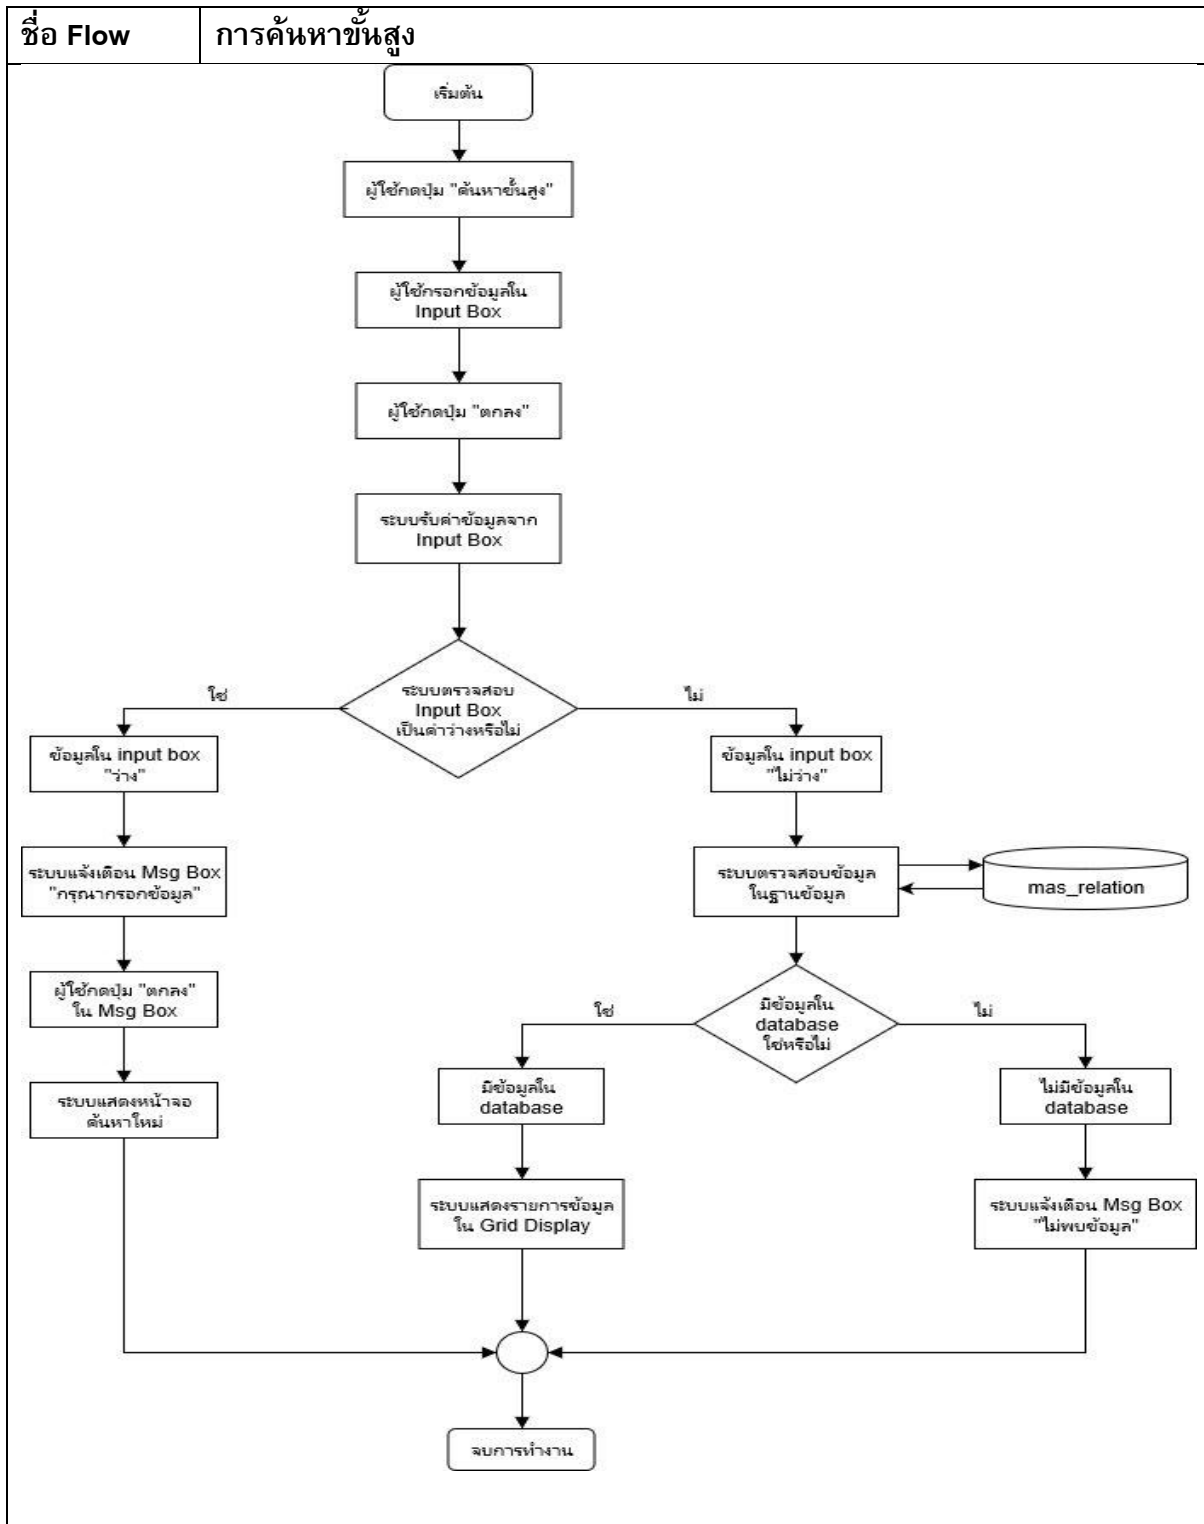 ชื่อ Flow
การค้นหาขั้นสูง
เริ่มต้น
ผู้ใช้กดปุ่ม "ค้นหาขั้นสูง"
ผู้ใช้กรอกข้อมูลใน
Input Box
ผู้ใช้กดปุ่ม "ตกลง"
ระบบรับค่าข้อมูลจาก
Input Box
ระบบตรวจสอบ
Input Box
เป็นค่าว่างหรือไม่
ใช่
ไม่
ข้อมูลใน input box
"ว่าง"
ข้อมูลใน input box
"ไม่ว่าง"
ระบบแจ้งเตือน Msg Box
"กรุณากรอกข้อมูล"
ระบบตรวจสอบข้อมูล
ในฐานข้อมูล
mas_relation
ผู้ใช้กดปุ่ม "ตกลง"
ใน Msg Box
มีข้อมูลใน
database
ใช่หรือไม่
ใช่
ไม่
ระบบแสดงหน้าจอ
ค้นหาใหม่
มีข้อมูลใน
database
ไม่มีข้อมูลใน
database
ระบบแสดงรายการข้อมูล
ใน Grid Display
ระบบแจ้งเตือน Msg Box
"ไม่พบข้อมูล"
จบการทำงาน